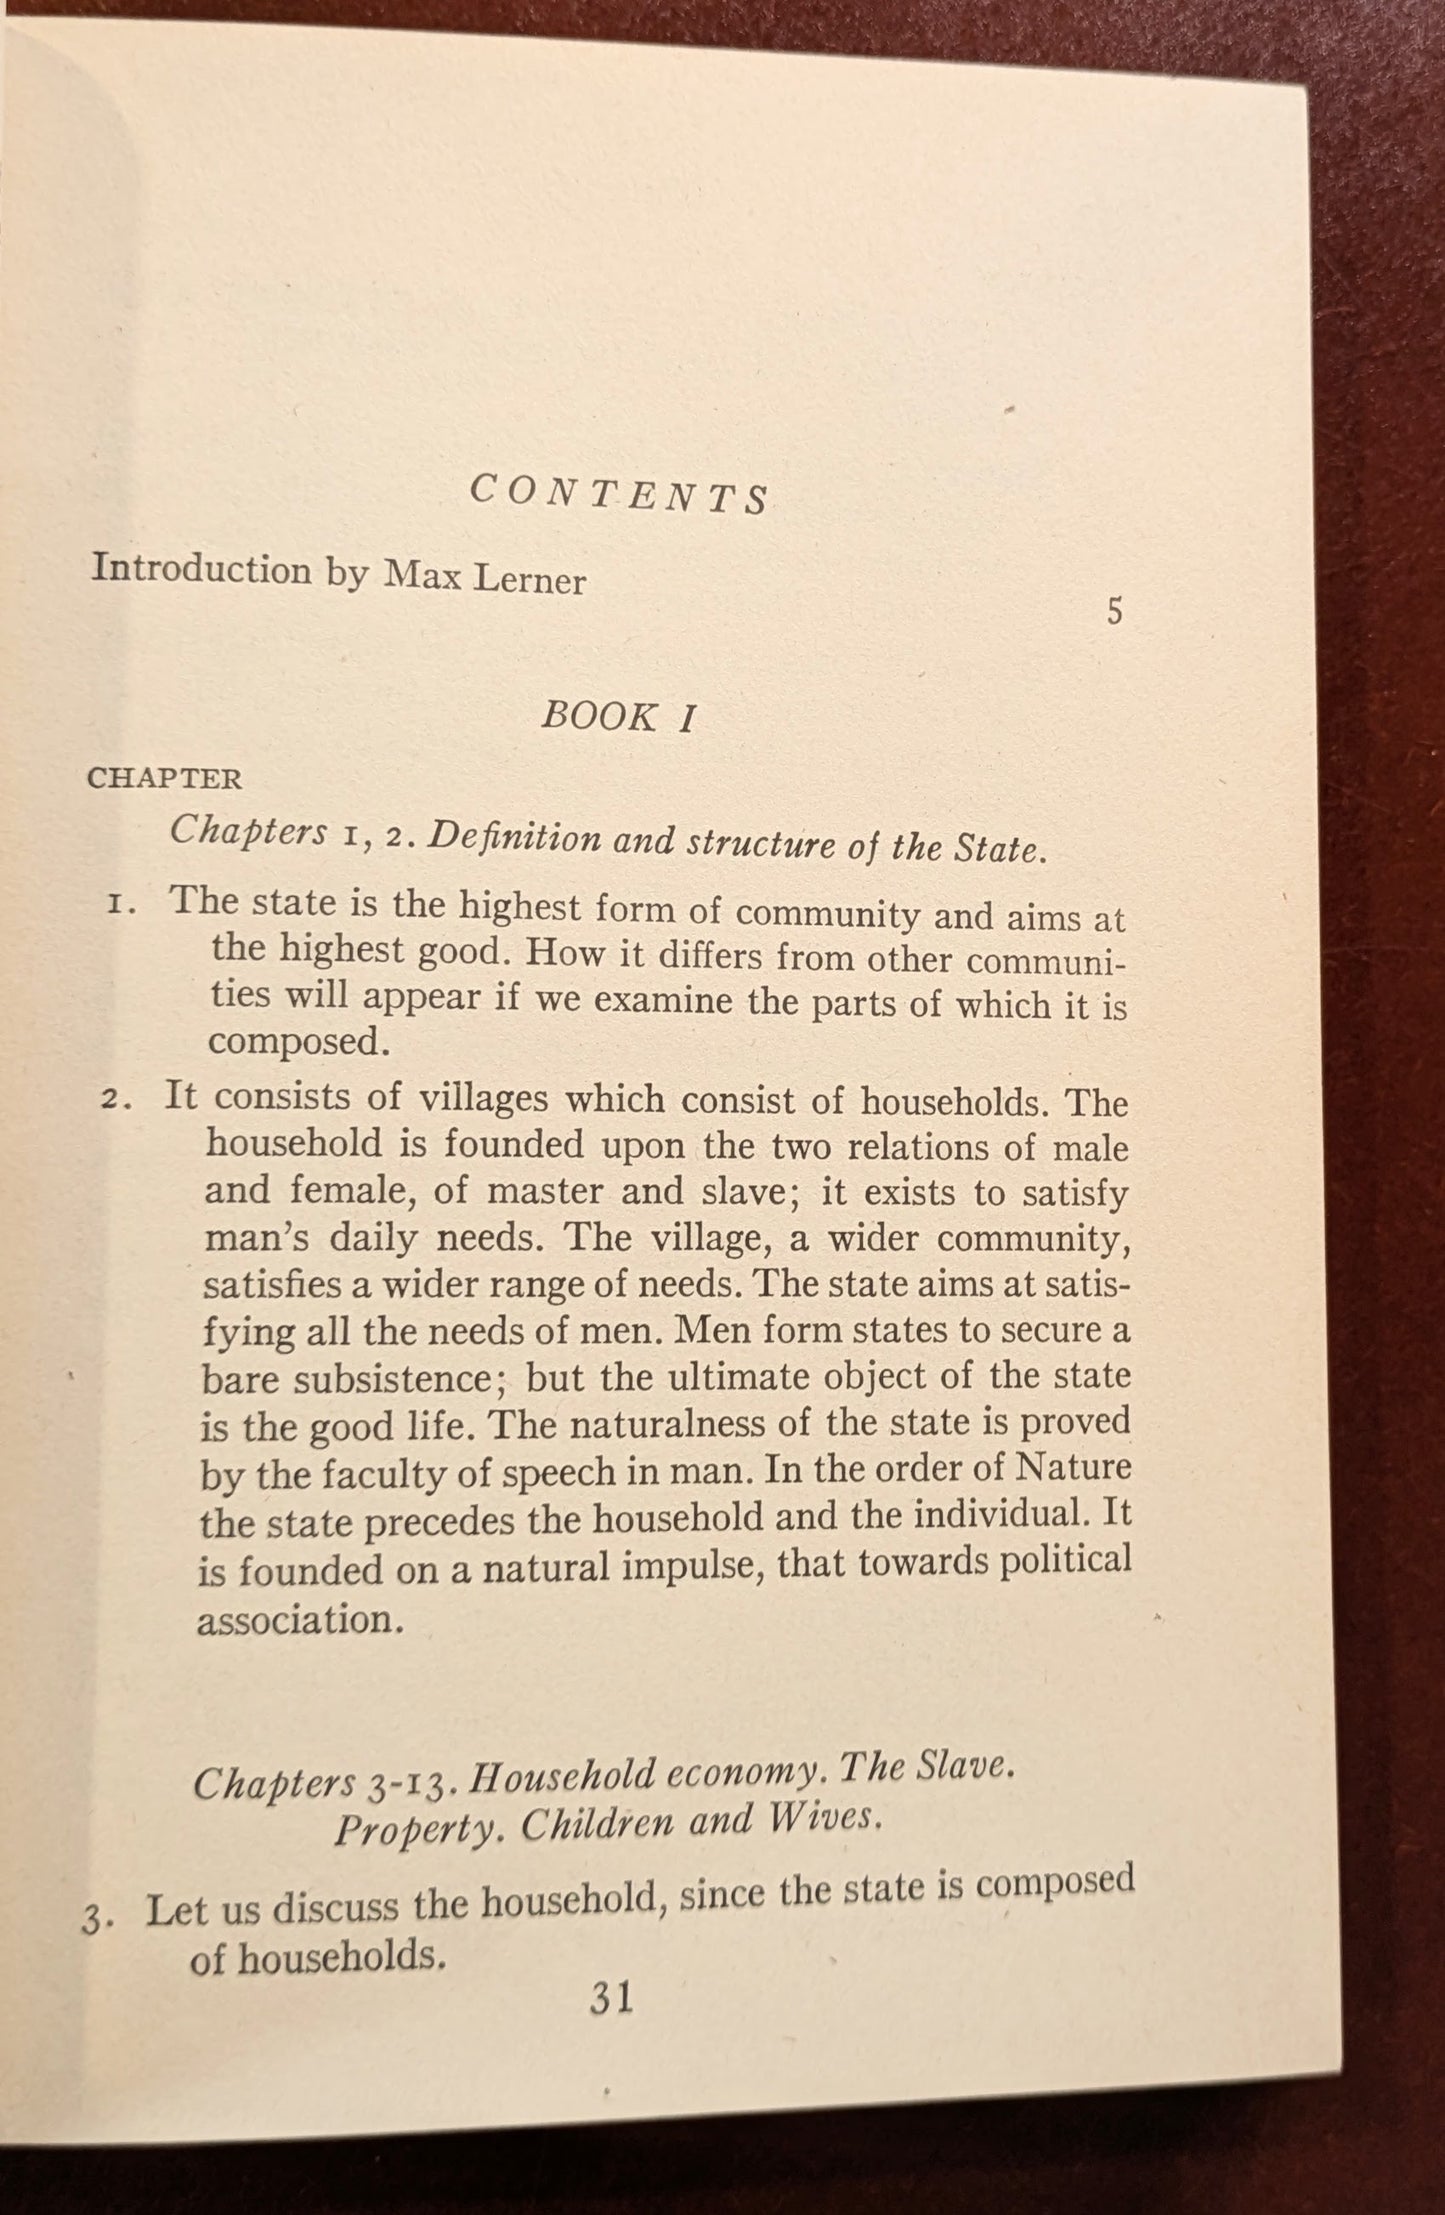 CONTENTS
Introduction by Max Lerner
5
BOOK I
CHAPTER
Chapters 1, 2. Definition and structure of the State.
1. The state is the highest form of community and aims at
the highest good. How it differs from other communi-
ties will appear if we examine the parts of which it is
composed.
2. It consists of villages which consist of households. The
household is founded upon the two relations of male
and female, of master and slave; it exists to satisfy
man's daily needs. The village, a wider community,
satisfies a wider range of needs. The state aims at satis-
fying all the needs of men. Men form states to secure a
bare subsistence; but the ultimate object of the state
is the good life. The naturalness of the state is proved
by the faculty of speech in man. In the order of Nature
the state precedes the household and the individual. It
is founded on a natural impulse, that towards political
association.
Chapters 3-13. Household economy. The Slave.
Property. Children and Wives.
3. Let us discuss the household, since the state is composed
of households.
31